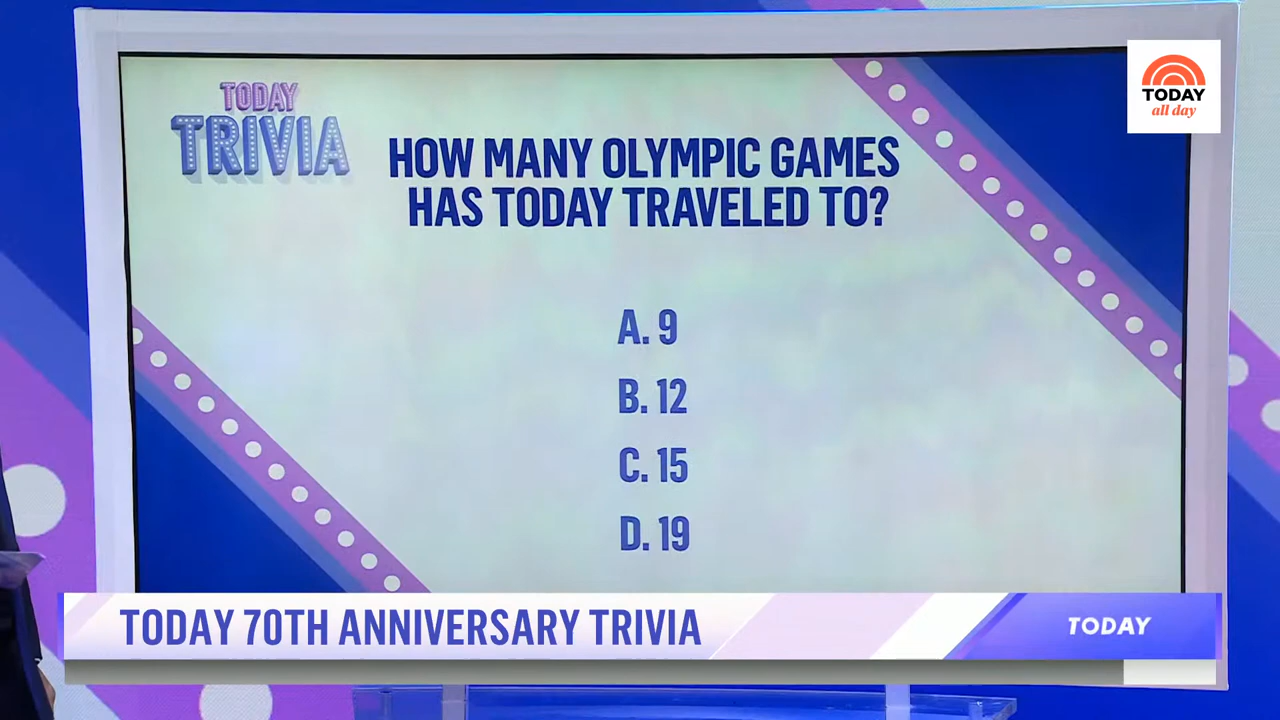 TODAY
all day
TODAY
TRIVIA
HOW MANY OLYMPIC GAMES
HAS TODAY TRAVELED TO?
A. 9
B. 12
C. 15
D. 19
TODAY 70TH ANNIVERSARY TRIVIA
TODAY